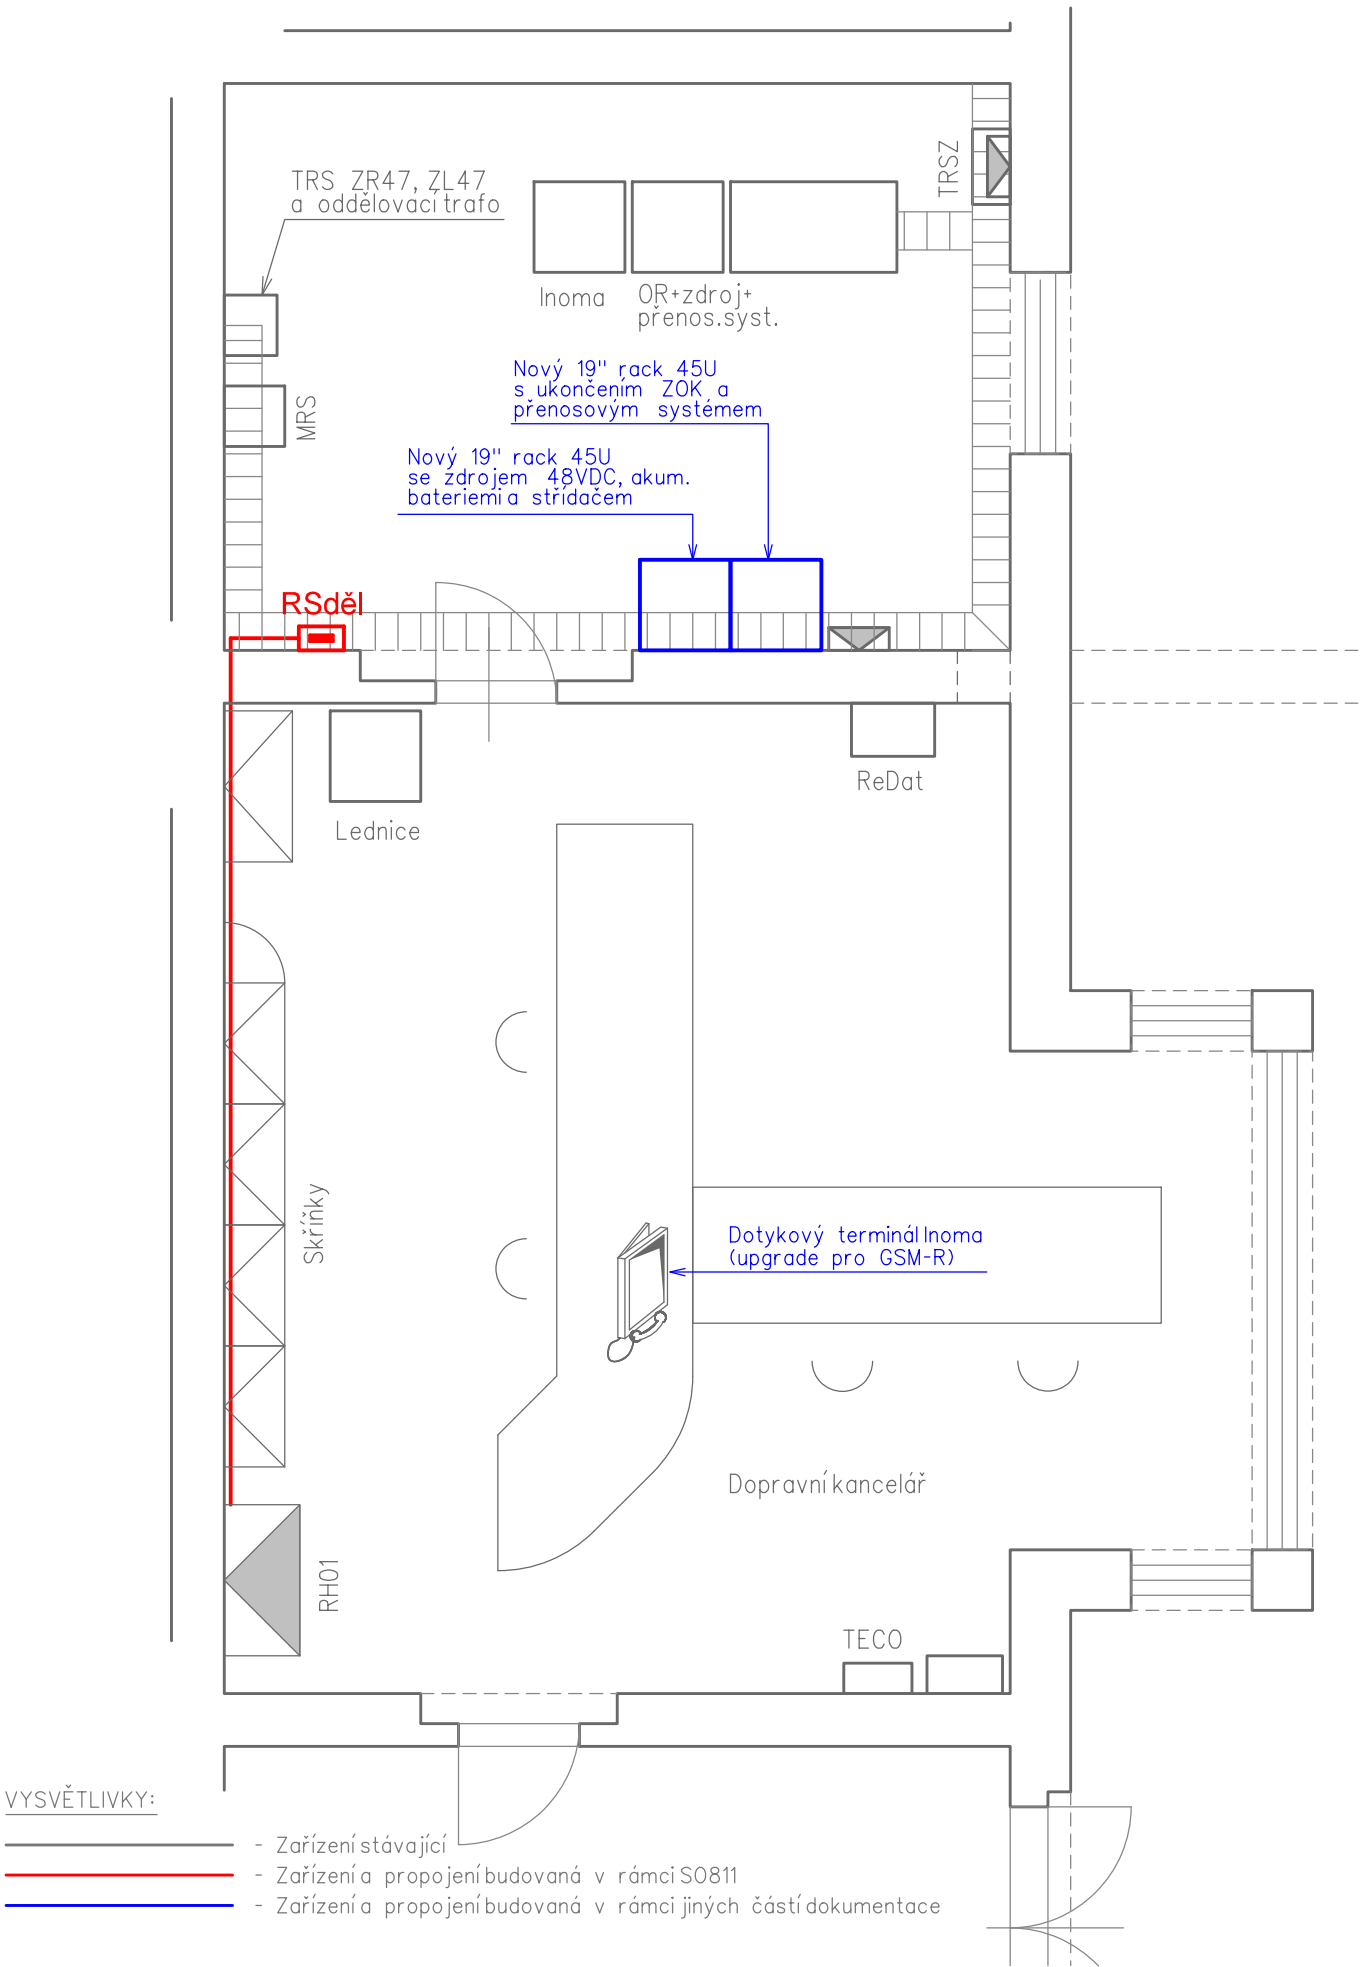 TRSZ
TRS ZR47, ZL47
a oddělovací trafo
Inoma
OR+zdroj+
přenos.syst.
Nový 19" rack 45U
s ukončením ZOK a
přenosovým systémem
MRS
Nový 19" rack 45U
se zdrojem 48VDC, akum.
bateriemi a střídačem
RSděl
ReDat
Lednice
Skříňky
Dotykový terminál Inoma
(upgrade pro GSM-R)
Dopravní kancelář
RH01
TECO
VYSVĚTLIVKY:
- Zařízení stávající
- Zařízení a propojení budovaná v rámci SO811
- Zařízení a propojení budovaná v rámci jiných částí dokumentace